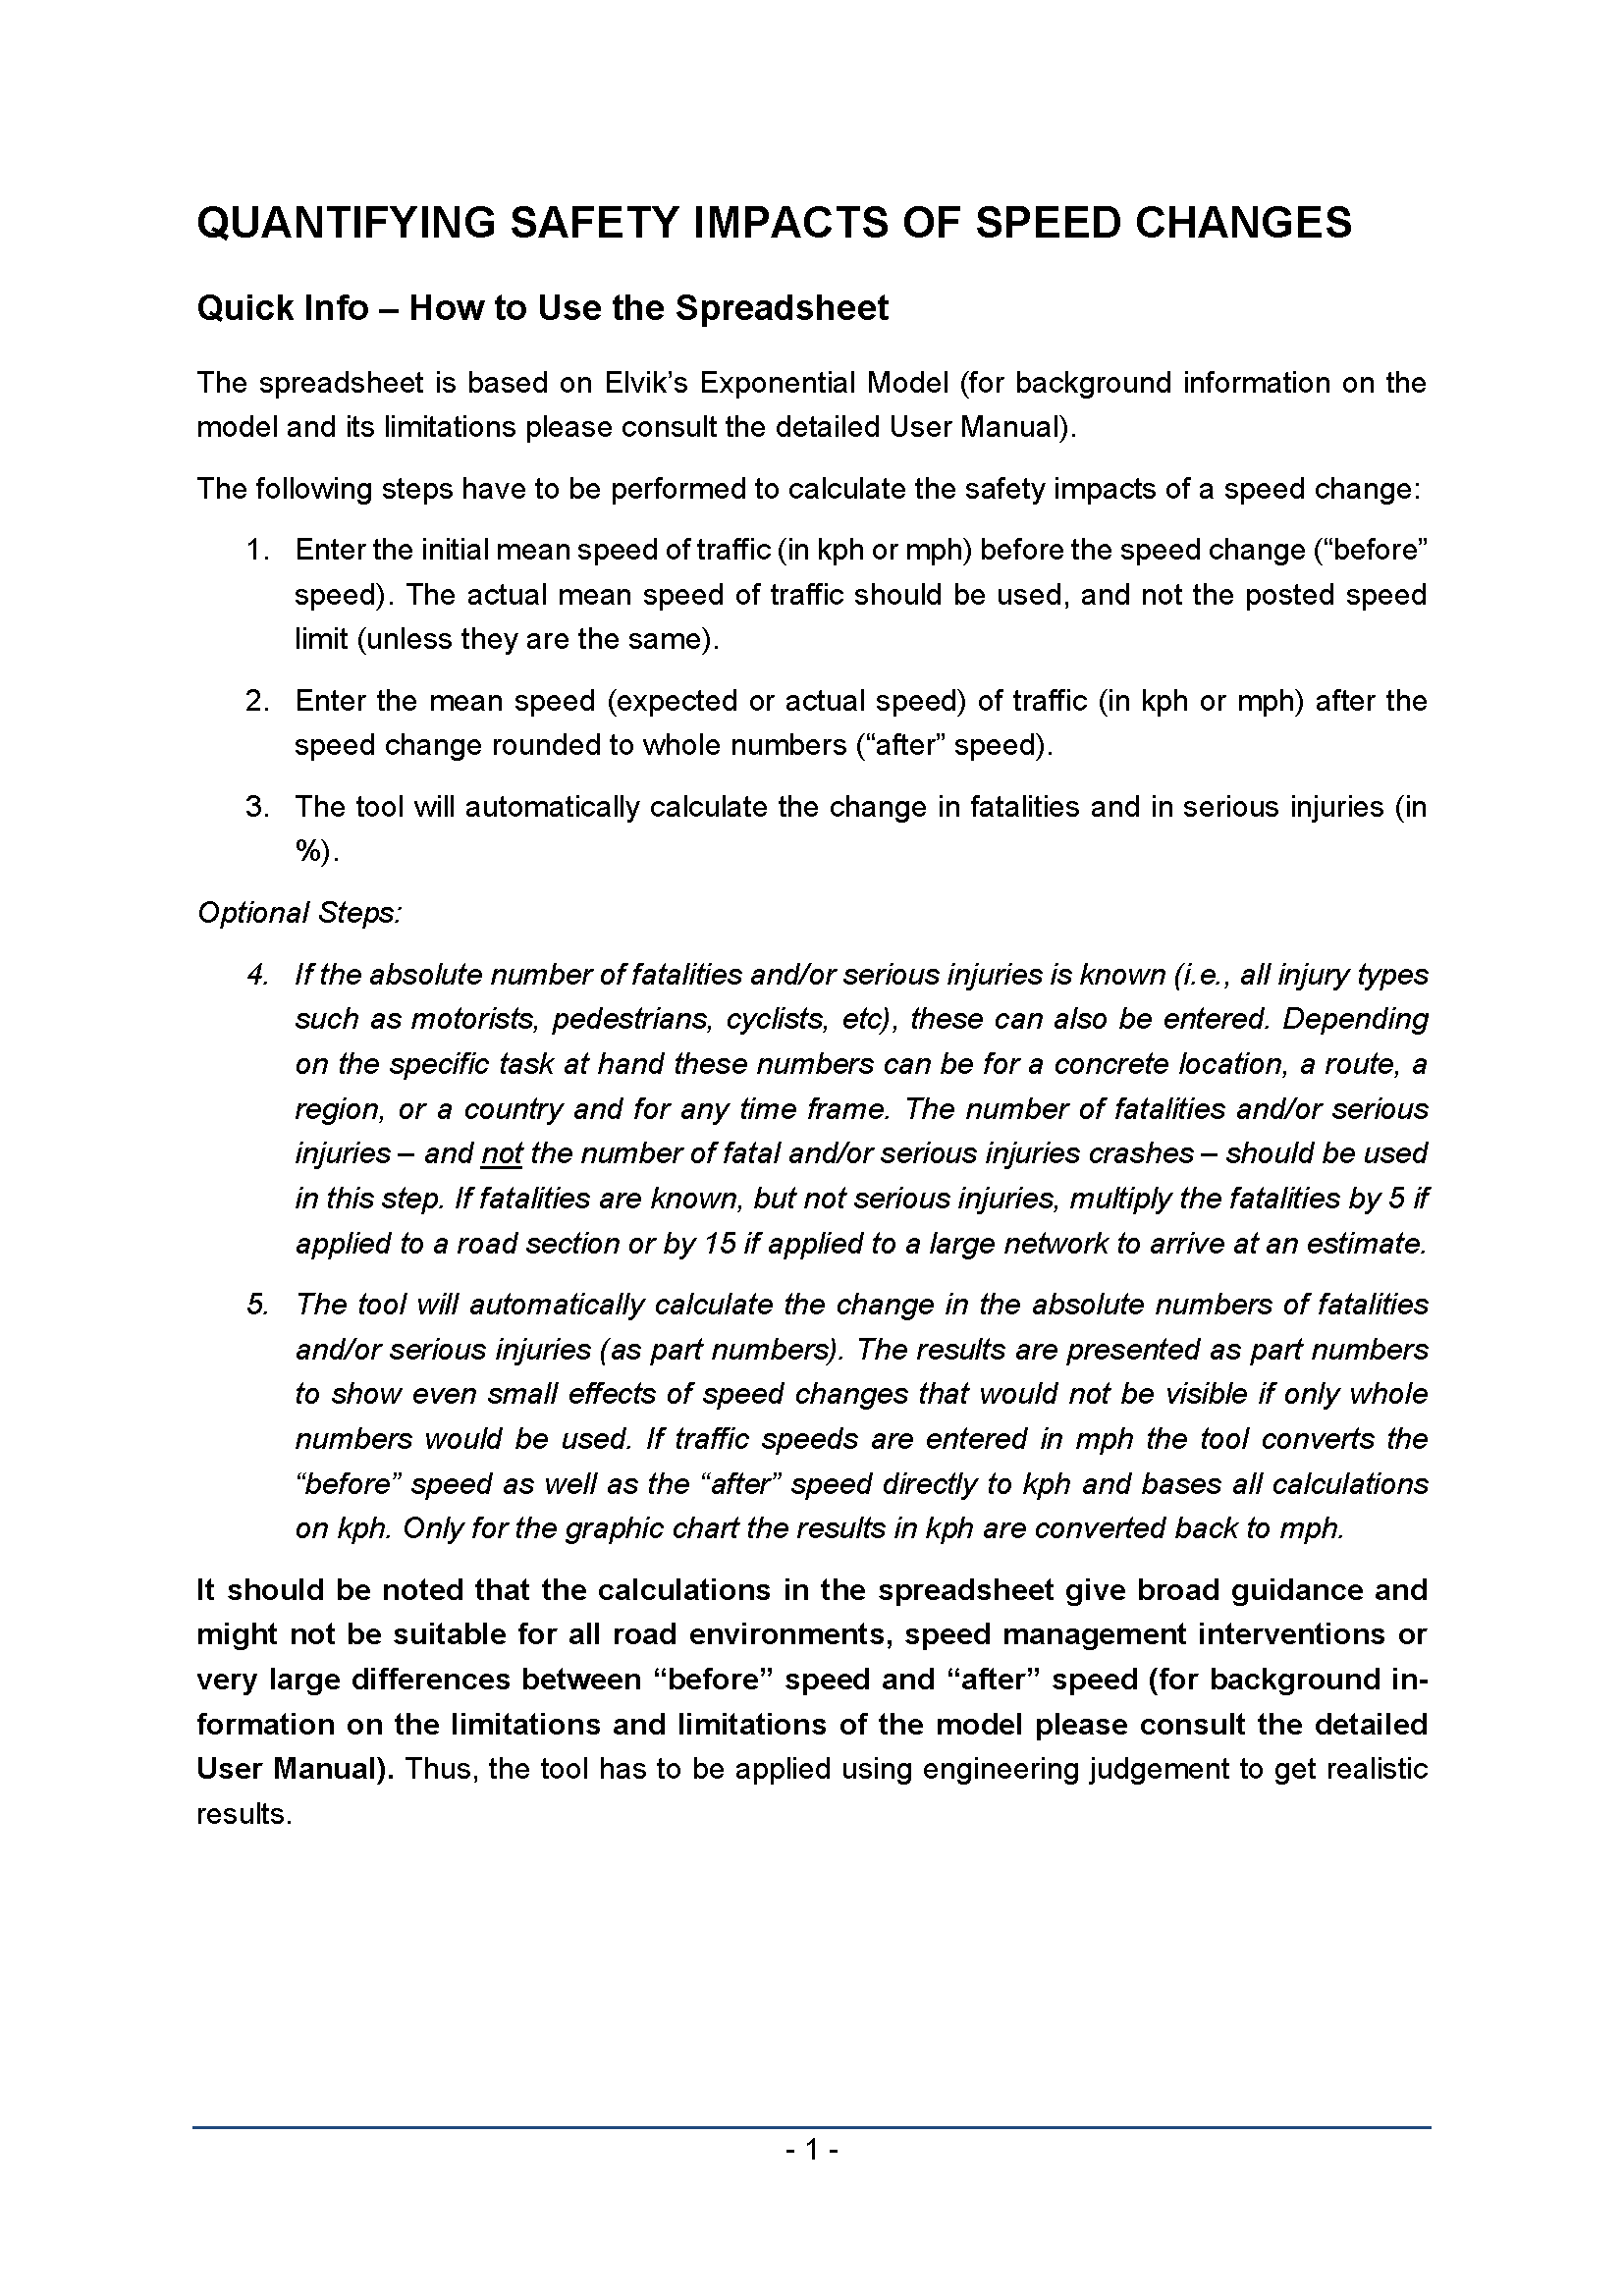 QUANTIFYING SAFETY IMPACTS OF SPEED CHANGES
Quick Info – How to Use the Spreadsheet
The spreadsheet is based on Elvik’s Exponential Model (for background information on the
model and its limitations please consult the detailed User Manual).
The following steps have to be performed to calculate the safety impacts of a speed change:
1. Enter the initial mean speed of traffic (in kph or mph) before the speed change (“before”
speed). The actual mean speed of traffic should be used, and not the posted speed
limit (unless they are the same).
2. Enter the mean speed (expected or actual speed) of traffic (in kph or mph) after the
speed change rounded to whole numbers (“after” speed).
3. The tool will automatically calculate the change in fatalities and in serious injuries (in
%).
Optional Steps:
4. If the absolute number of fatalities and/or serious injuries is known (i.e., all injury types
such as motorists, pedestrians, cyclists, etc), these can also be entered. Depending
on the specific task at hand these numbers can be for a concrete location, a route, a
region, or a country and for any time frame. The number of fatalities and/or serious
injuries – and not the number of fatal and/or serious injuries crashes – should be used
in this step. If fatalities are known, but not serious injuries, multiply the fatalities by 5 if
applied to a road section or by 15 if applied to a large network to arrive at an estimate.
5. The tool will automatically calculate the change in the absolute numbers of fatalities
and/or serious injuries (as part numbers). The results are presented as part numbers
to show even small effects of speed changes that would not be visible if only whole
numbers would be used. If traffic speeds are entered in mph the tool converts the
“before” speed as well as the “after” speed directly to kph and bases all calculations
on kph. Only for the graphic chart the results in kph are converted back to mph.
It should be noted that the calculations in the spreadsheet give broad guidance and
might not be suitable for all road environments, speed management interventions or
very large differences between “before” speed and “after” speed (for background in-
formation on the limitations and limitations of the model please consult the detailed
User Manual). Thus, the tool has to be applied using engineering judgement to get realistic
results.
- 1 -